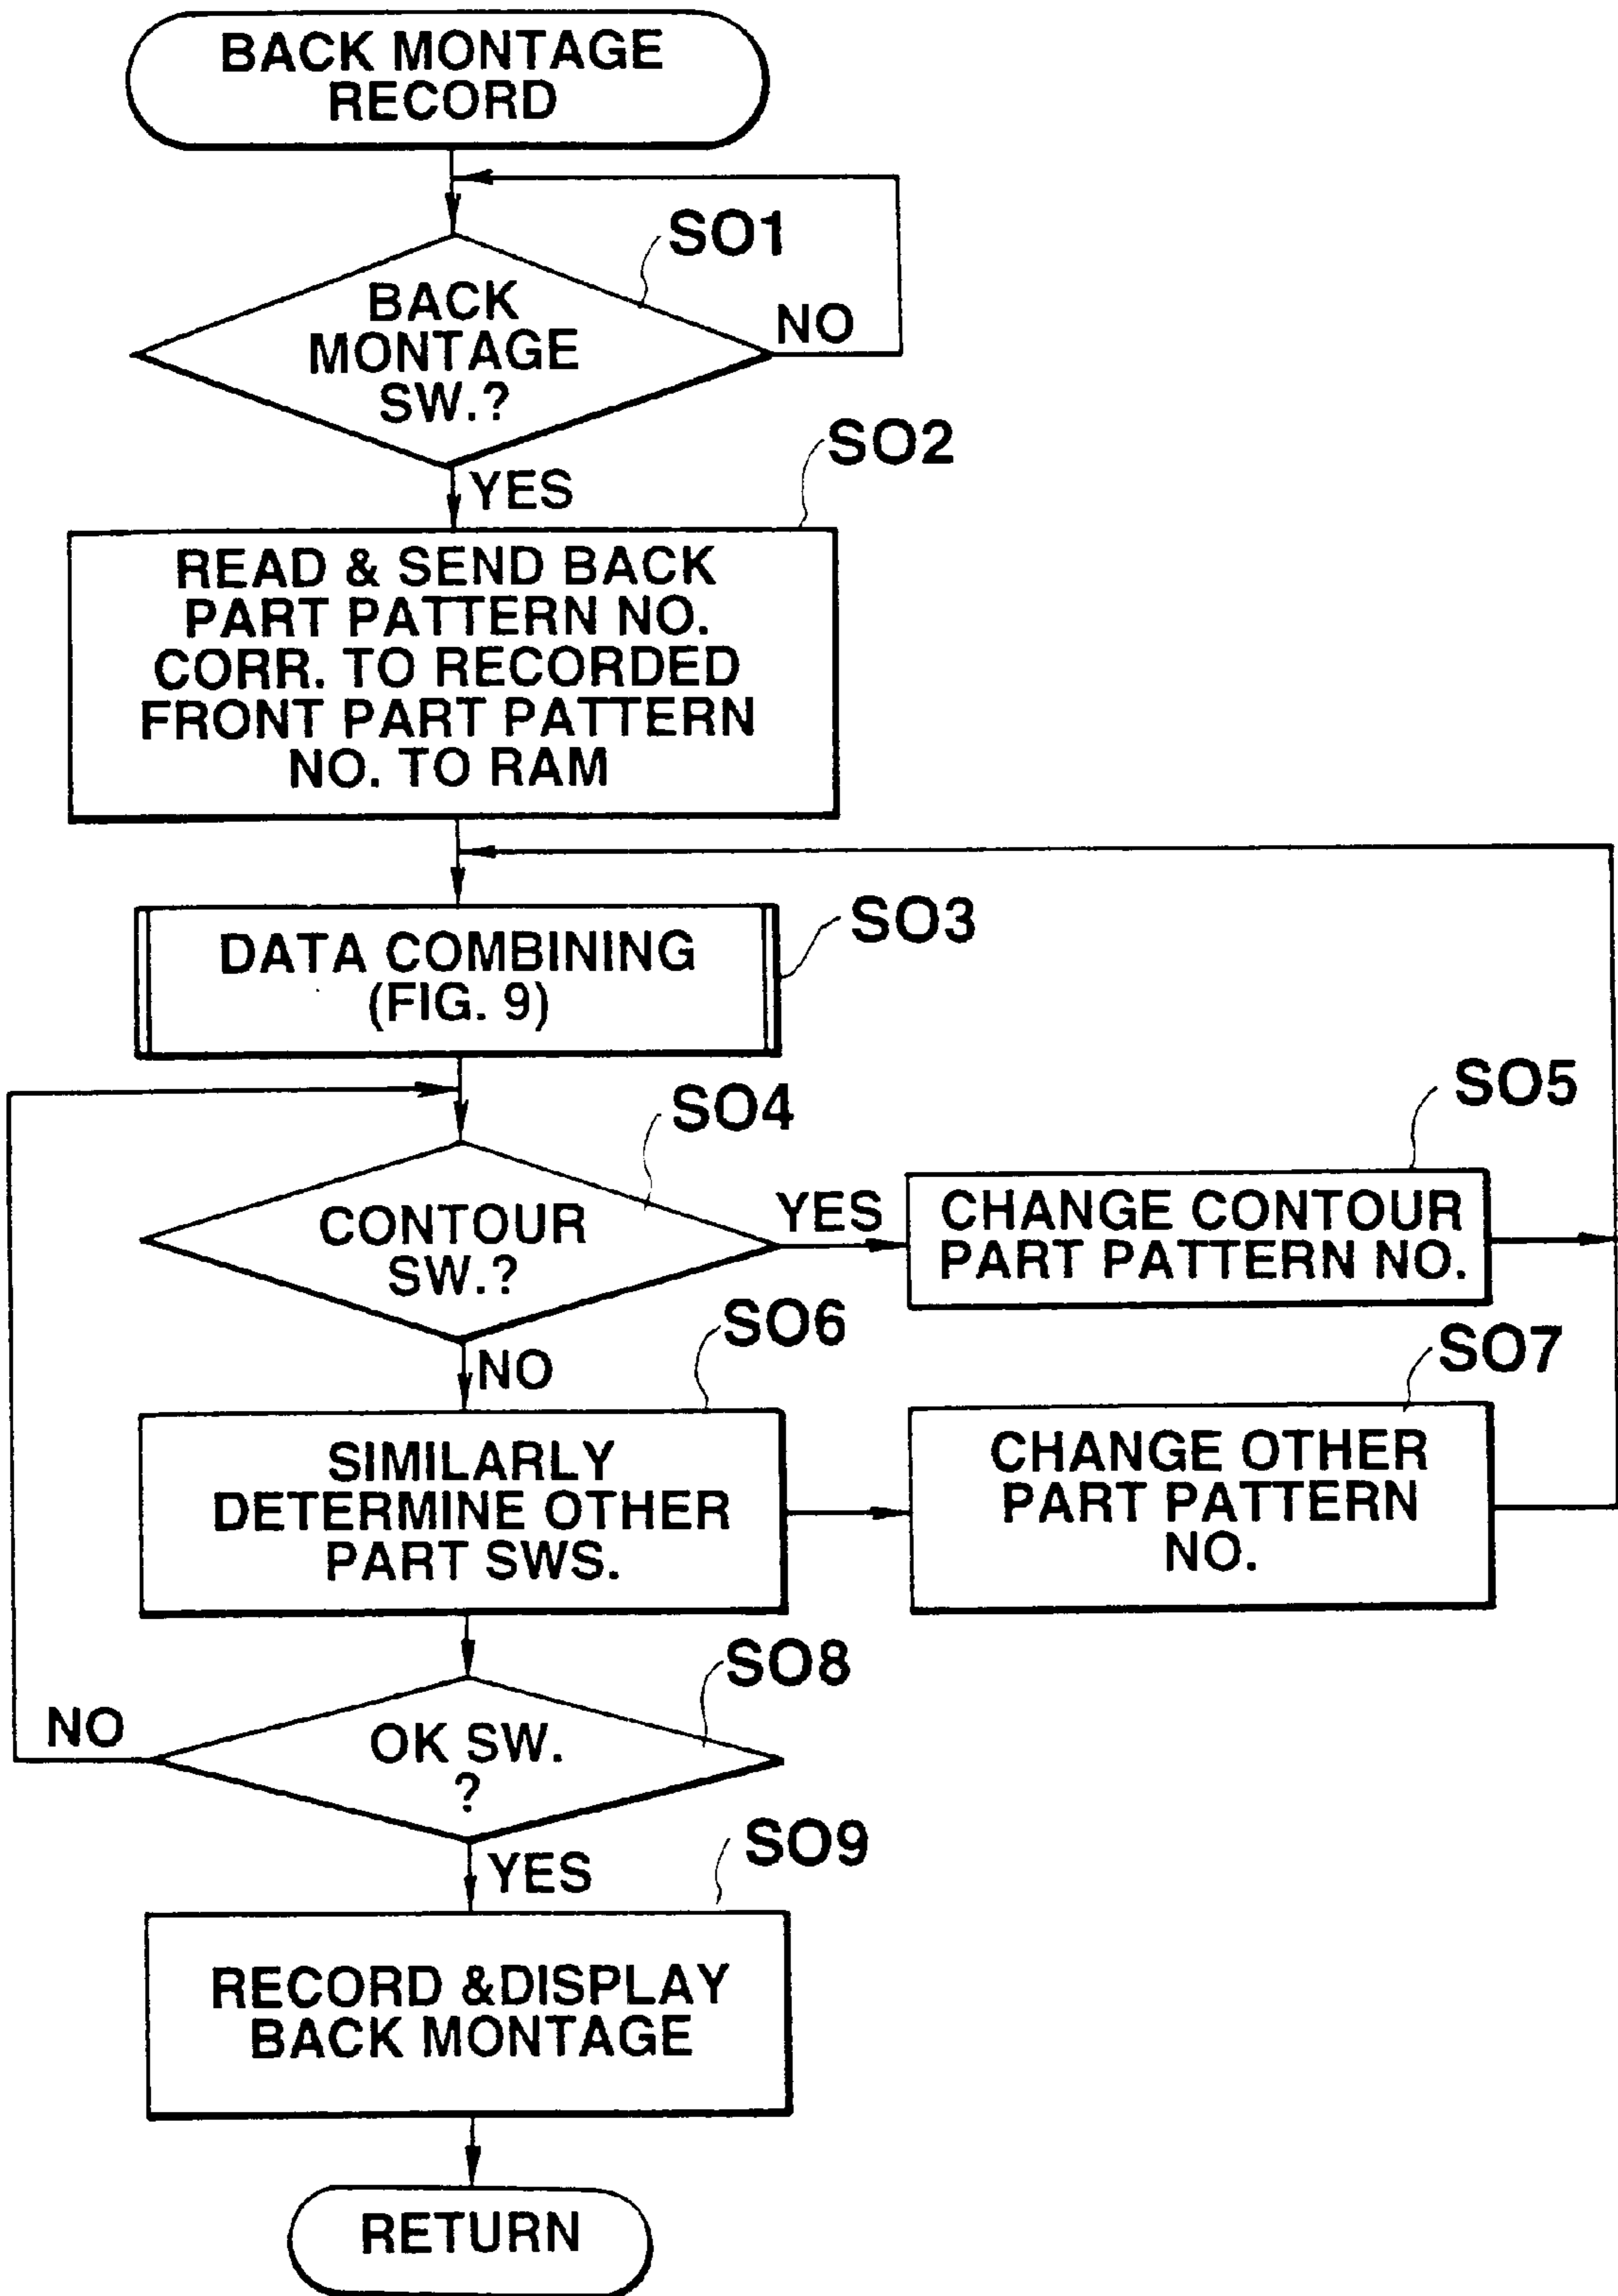 BACK MONTAGE
RECORD
SO1
BACK
MONTAGE
SW.?
NO
YES
SO2
READ & SEND BACK
PART PATTERN NO.
CORR. TO RECORDED
FRONT PART PATTERN
NO. TO RAM
SO3
DATA COMBINING
(FIG. 9)
SO4
CONTOUR
SW.?
YES
SO5
CHANGE CONTOUR
PART PATTERN NO.
NO
SO6
SIMILARLY
DETERMINE OTHER
PART SWS.
SO7
CHANGE OTHER
PART PATTERN
NO.
SO8
OK SW.
?
NO
YES
SO9
RECORD &DISPLAY
BACK MONTAGE
RETURN